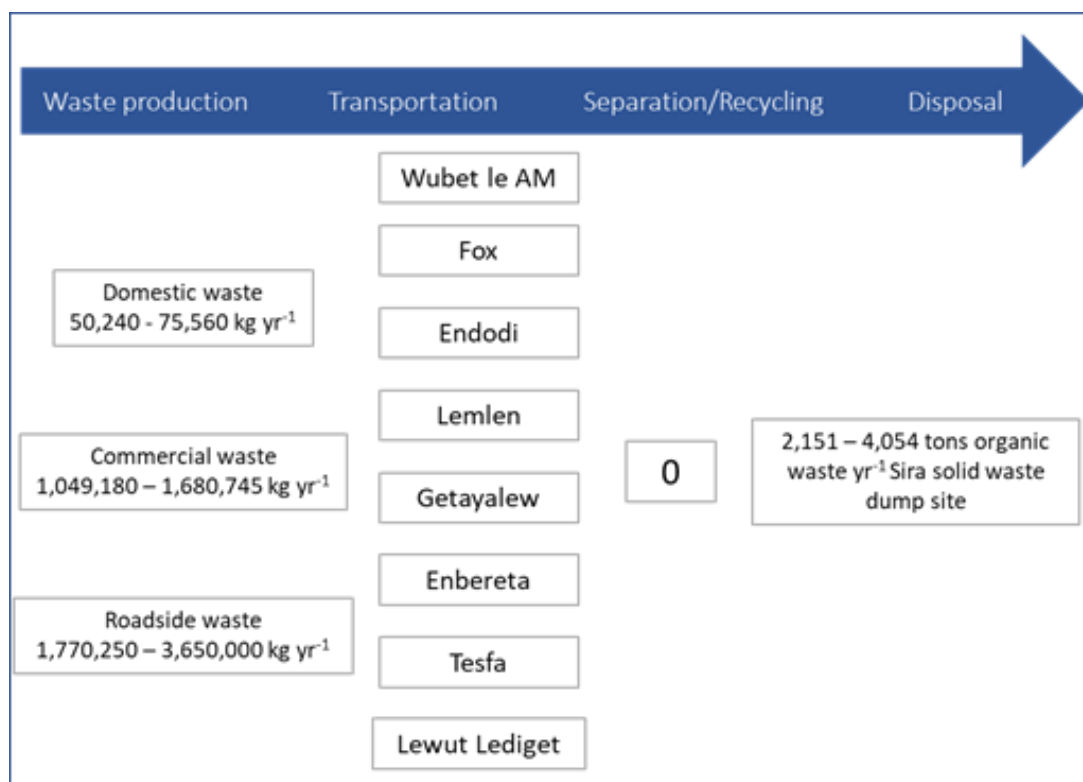 Waste production
Transportation
Separation/Recycling
Disposal
Domestic waste
50,240 - 75,560 kg yr⁻¹
Commercial waste
1,049,180 – 1,680,745 kg yr⁻¹
Roadside waste
1,770,250 – 3,650,000 kg yr⁻¹
Wubet le AM
Fox
Endodi
Lemlen
Getayalew
Enbereta
Tesfa
Lewut Lediget
0
2,151 – 4,054 tons organic
waste yr⁻¹ Sira solid waste
dump site